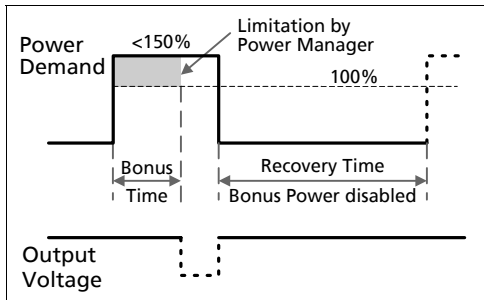 Power
Demand
<150%
Limitation by
Power Manager
100%
Bonus
Time
Recovery Time
Bonus Power disabled
Output
Voltage